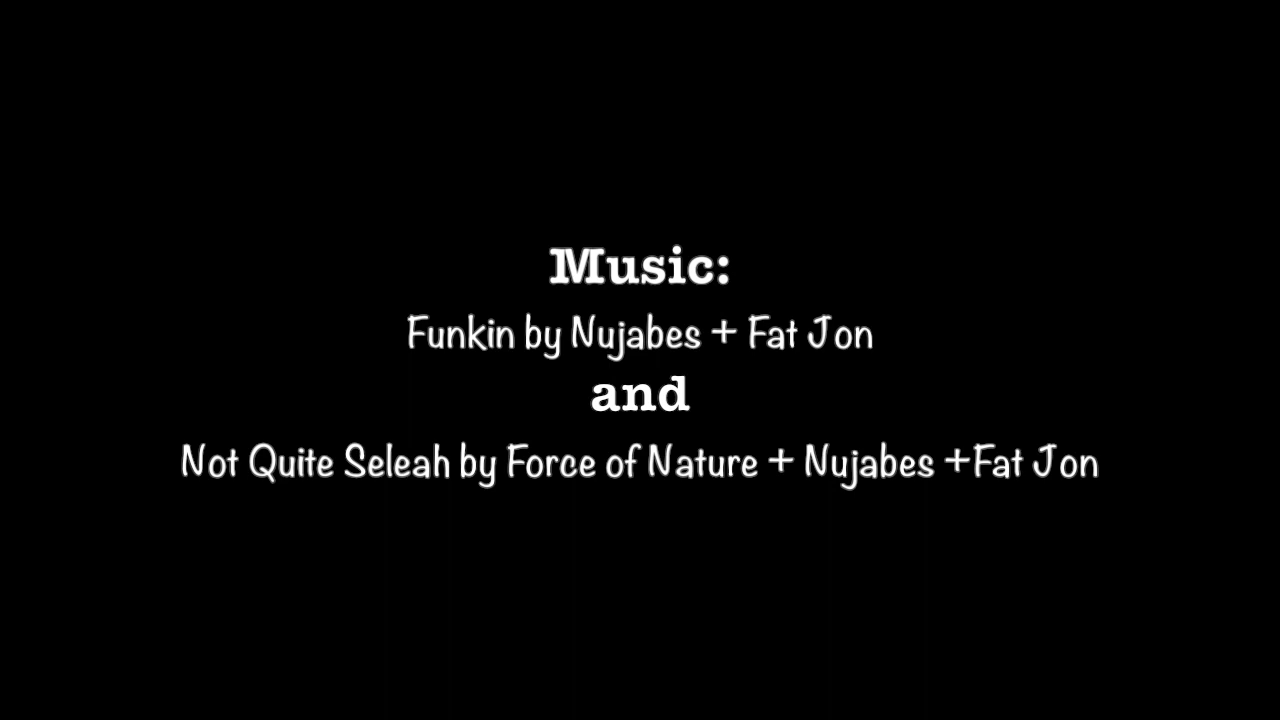 Music:
Funkin by Nujabes + Fat Jon
and
Not Quite Seleah by Force of Nature + Nujabes +Fat Jon